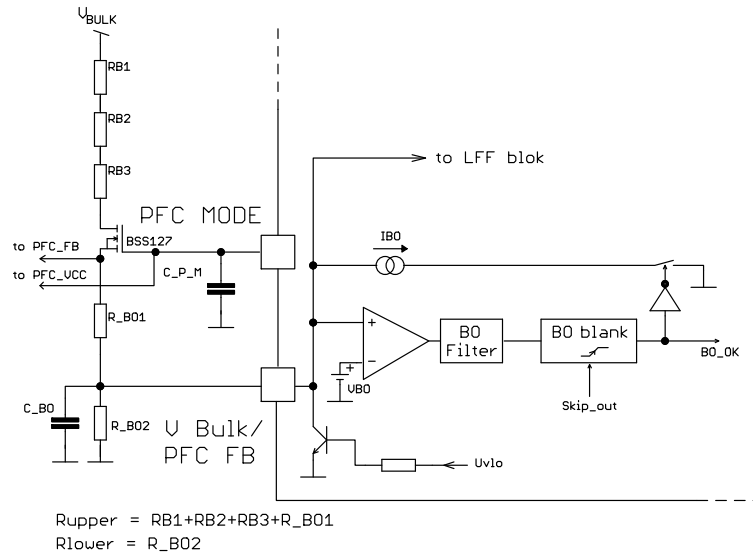 VBULK
RB1
RB2
RB3
PFC MODE
BSS127
to PFC_FB
to PFC_VCC
C_P_M
R_BO1
C_BO
R_BO2
V Bulk/
PFC FB
to LFF blok
IBO
+
−
+
VBO
BO
Filter
BO blank
Skip_out
BO_OK
Uvlo
Rupper = RB1+RB2+RB3+R_BO1
Rlower = R_BO2